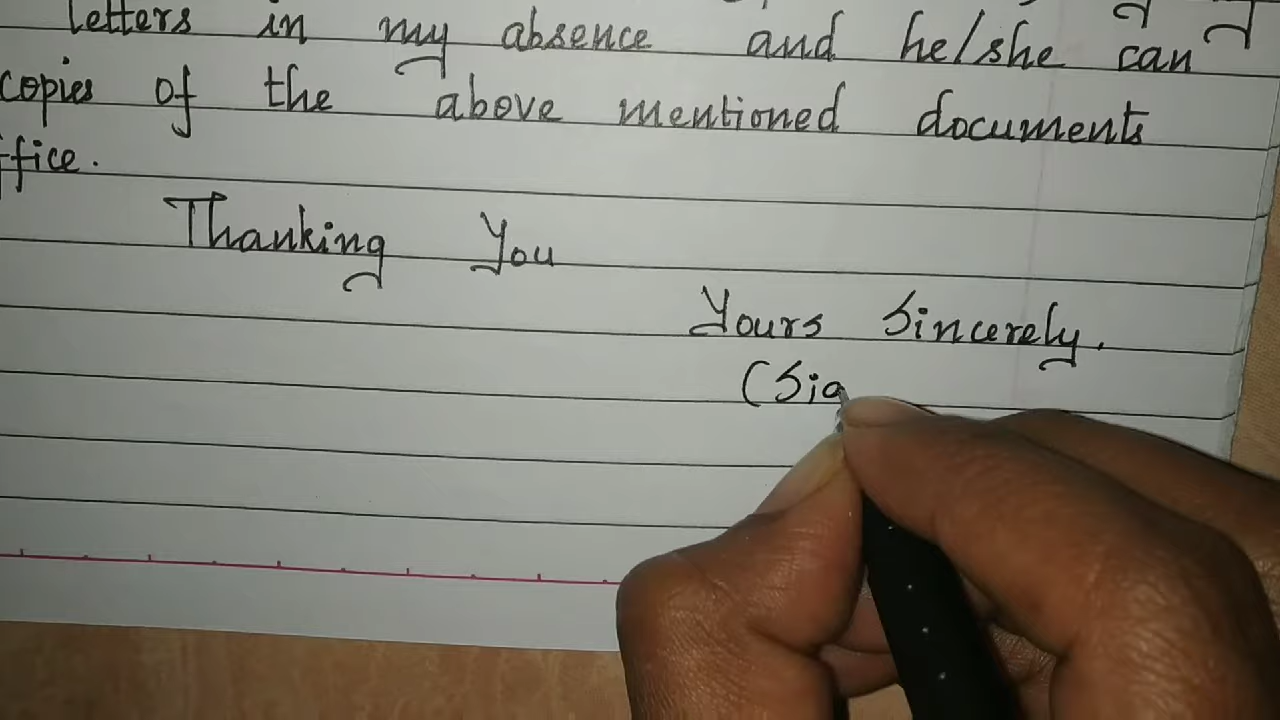 letters in my absence and he/she can
copies of the above mentioned documents
ffice.
Thanking You
Yours Sincerely.
(Sig